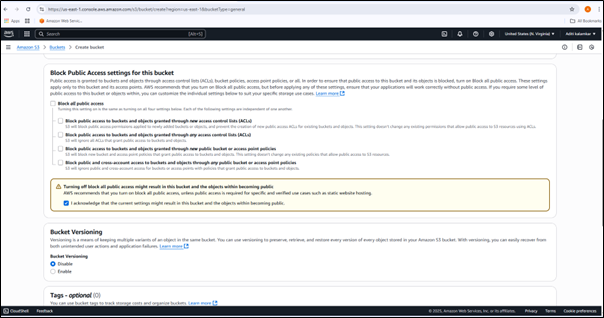 https://us-east-1.console.aws.amazon.com/s3/bucket/create?region=us-east-1&bucketType=general
Apps
Amazon Web Servic...
All Bookmarks
aws
Search
[Alt+S]
United States (N. Virginia)
Amazon S3 > Buckets > Create bucket
Block Public Access settings for this bucket
Public access is granted to buckets and objects through access control lists (ACLs), bucket policies, access point policies, or all. In order to ensure that public access to this bucket and its objects is blocked, turn on Block all public access. These settings
apply only to this bucket and its access points. AWS recommends that you turn on Block all public access, but before applying any of these settings, ensure that your applications will work correctly without public access. If you require some level of
public access to this bucket or objects within, you can customize the individual settings below to suit your specific storage use cases. Learn more
Block all public access
Turning this setting on is the same as turning on all four settings below. Each of the following settings are independent of one another.
Block public access to buckets and objects granted through new access control lists (ACLs)
S3 will block public access permissions applied to newly added buckets or objects, and prevent the creation of new public access ACLs for existing buckets and objects. This setting doesn't change any existing permissions that allow public access to S3 resources using ACLs.
Block public access to buckets and objects granted through any access control lists (ACLs)
S3 will ignore all ACLs that grant public access to buckets and objects.
Block public access to buckets and objects granted through new public bucket or access point policies
S3 will block new bucket and access point policies that grant public access to buckets and objects. This setting doesn't change any existing policies that allow public access to S3 resources.
Block public and cross-account access to buckets and objects through any public bucket or access point policies
S3 will ignore public and cross-account access for buckets or access points with policies that grant public access to buckets and objects.
Turning off block all public access might result in this bucket and the objects within becoming public
AWS recommends that you turn on block all public access, unless public access is required for specific and verified use cases such as static website hosting.
I acknowledge that the current settings might result in this bucket and the objects within becoming public.
Bucket Versioning
Versioning is a means of keeping multiple variants of an object in the same bucket. You can use versioning to preserve, retrieve, and restore every version of every object stored in your Amazon S3 bucket. With versioning, you can easily recover from
both unintended user actions and application failures. Learn more
Bucket Versioning
Disable
Enable
Tags - optional (0)
You can use bucket tags to track storage costs and organize buckets. Learn more
CloudShell
Feedback
© 2025, Amazon Web Services, Inc. or its affiliates.
Privacy
Terms
Cookie preferences